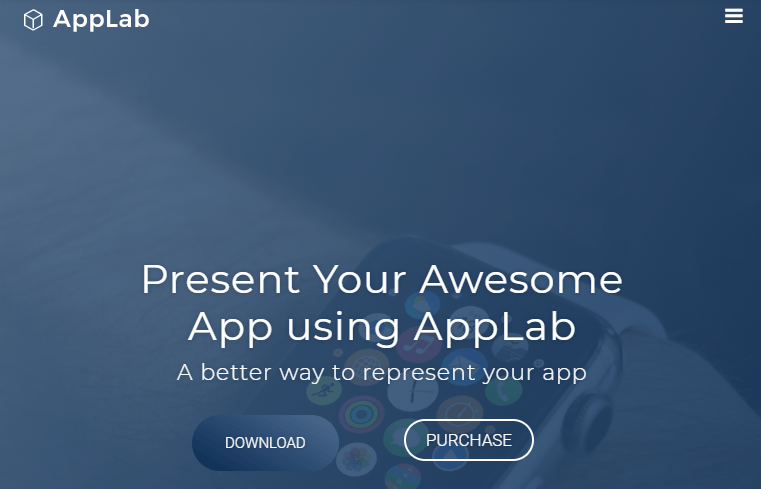 AppLab
Present Your Awesome
App using AppLab
A better way to represent your app
DOWNLOAD
PURCHASE